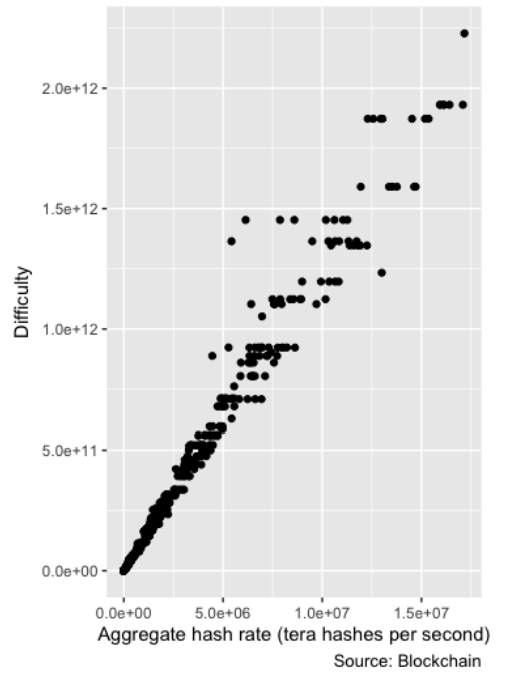 2.0e+12
1.5e+12
1.0e+12
5.0e+11
0.0e+00
Difficulty
0.0e+00 5.0e+06 1.0e+07 1.5e+07
Aggregate hash rate (tera hashes per second)
Source: Blockchain